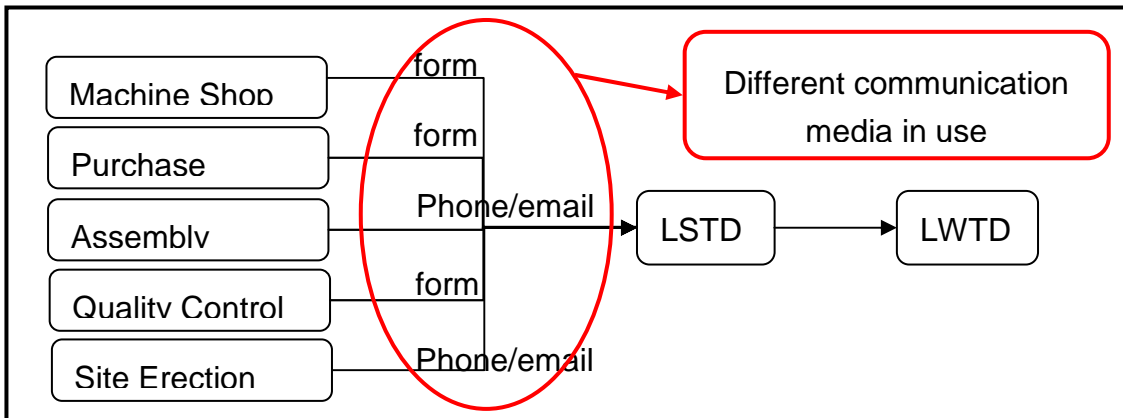 form
Machine Shop
Different communication
media in use
form
Purchase
Phone/email
LSTD
LWTD
Assembly
form
Quality Control
Phone/email
Site Erection